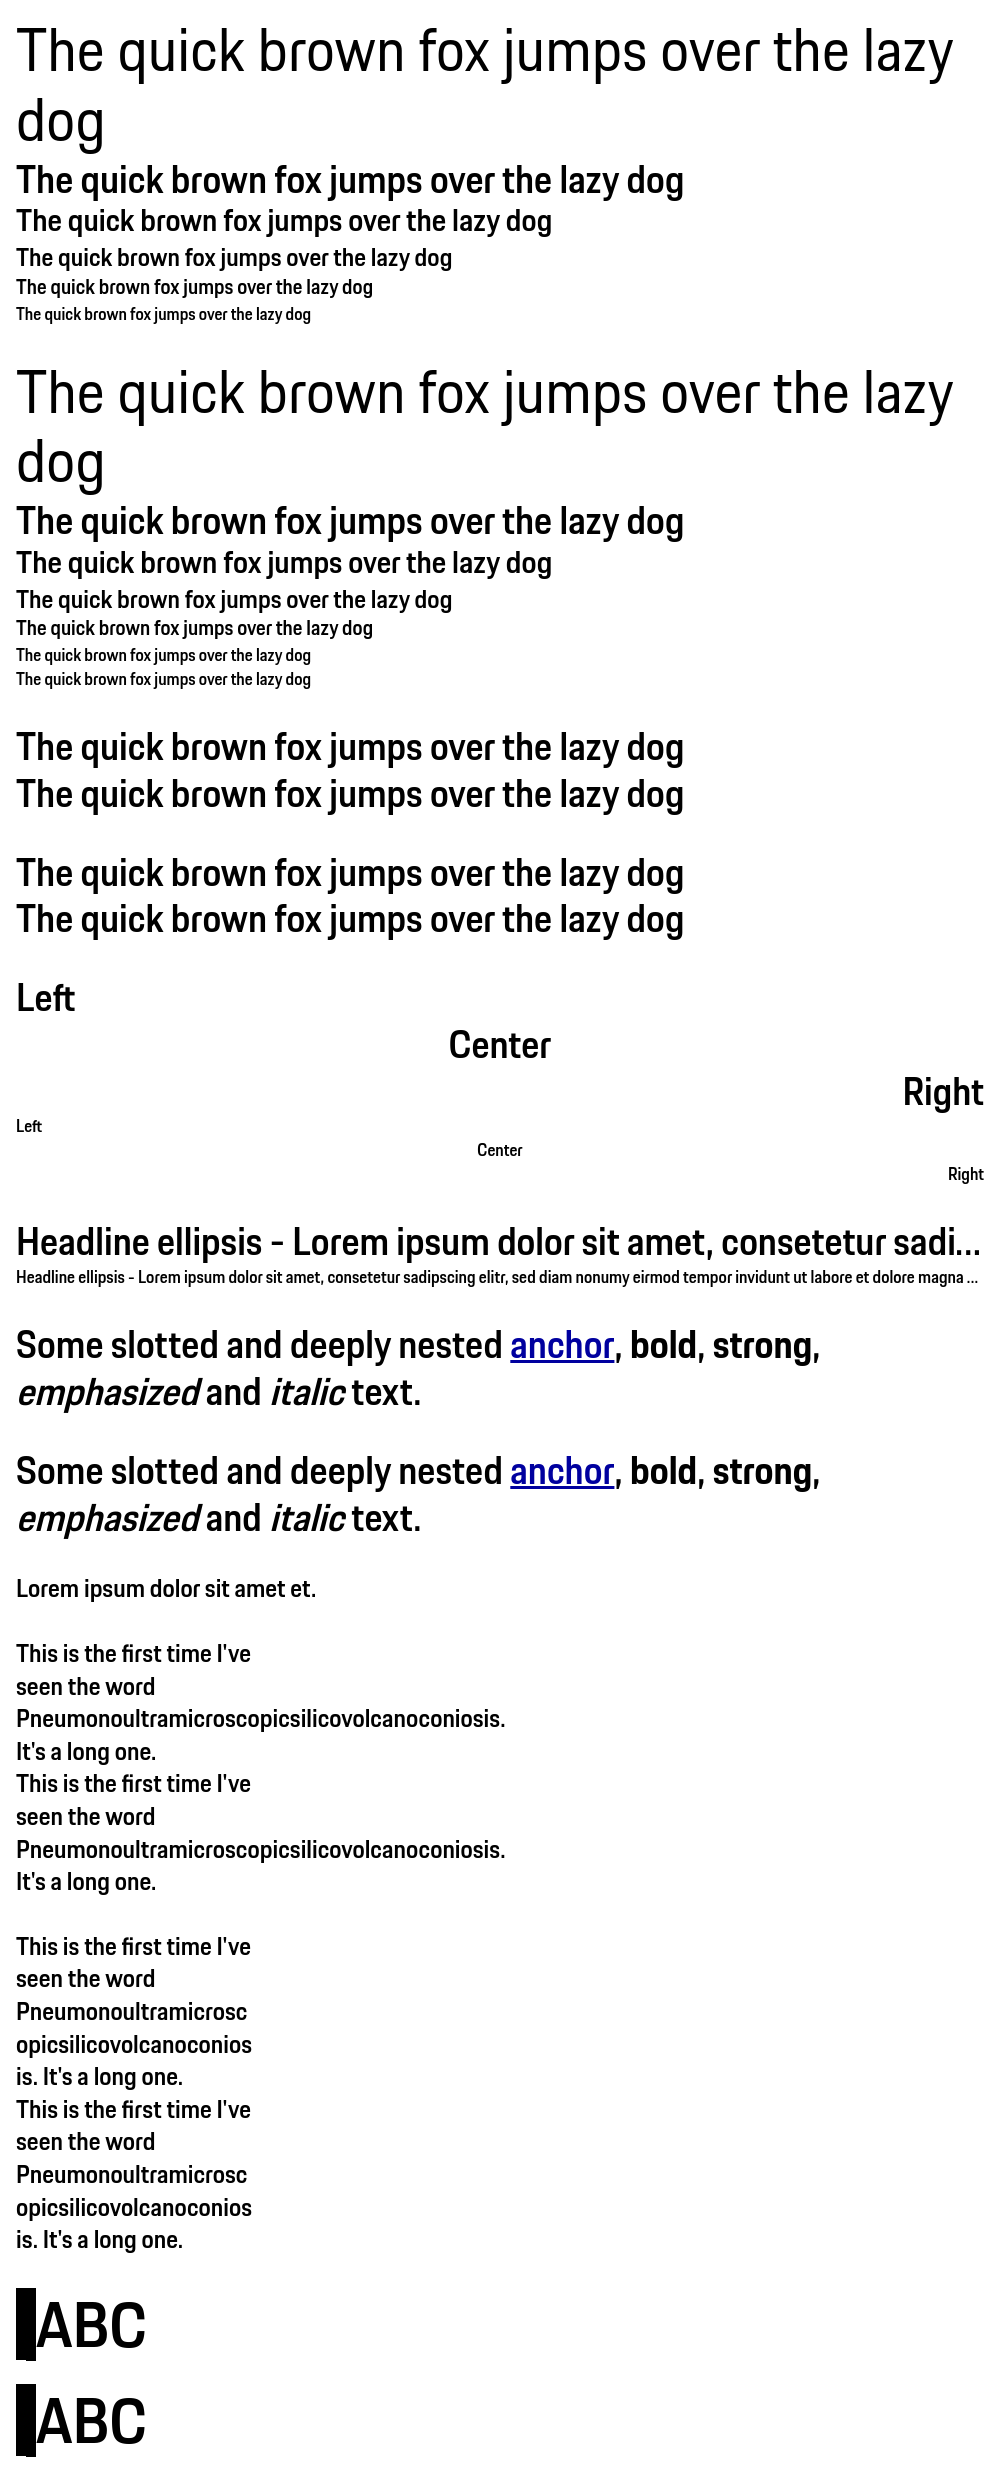 The quick brown fox jumps over the lazy
dog
The quick brown fox jumps over the lazy dog
The quick brown fox jumps over the lazy dog
The quick brown fox jumps over the lazy dog
The quick brown fox jumps over the lazy dog
The quick brown fox jumps over the lazy dog
The quick brown fox jumps over the lazy
dog
The quick brown fox jumps over the lazy dog
The quick brown fox jumps over the lazy dog
The quick brown fox jumps over the lazy dog
The quick brown fox jumps over the lazy dog
The quick brown fox jumps over the lazy dog
The quick brown fox jumps over the lazy dog
The quick brown fox jumps over the lazy dog
The quick brown fox jumps over the lazy dog
The quick brown fox jumps over the lazy dog
The quick brown fox jumps over the lazy dog
Left
Center
Right
Left
Center
Right
Headline ellipsis - Lorem ipsum dolor sit amet, consetetur sadi...
Headline ellipsis - Lorem ipsum dolor sit amet, consetetur sadipscing elitr, sed diam nonumy eirmod tempor invidunt ut labore et dolore magna ...
Some slotted and deeply nested anchor, bold, strong,
emphasized and italic text.
Some slotted and deeply nested anchor, bold, strong,
emphasized and italic text.
Lorem ipsum dolor sit amet et.
This is the first time I've
seen the word
Pneumonoultramicroscopicsilicovolcanoconiosis.
It's a long one.
This is the first time I've
seen the word
Pneumonoultramicroscopicsilicovolcanoconiosis.
It's a long one.
This is the first time I've
seen the word
Pneumonoultramicrosc
opicsilicovolcanoconios
is. It's a long one.
This is the first time I've
seen the word
Pneumonoultramicrosc
opicsilicovolcanoconios
is. It's a long one.
ABC
ABC